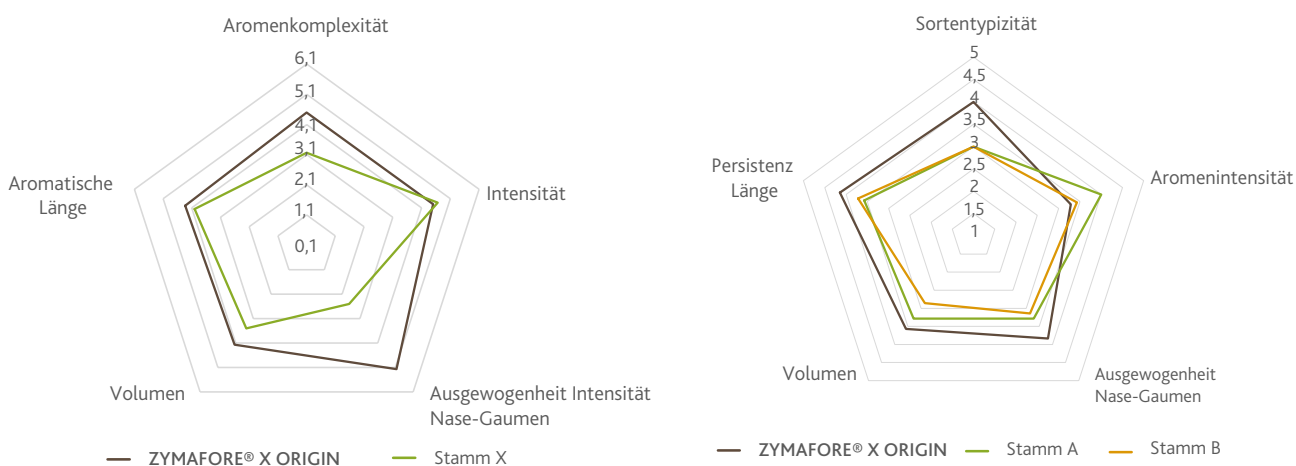 Aromenkomplexität
6,1
5,1
4,1
3,1
2,1
1,1
0,1
Intensität
Ausgewogenheit Intensität
Nase-Gaumen
Volumen
Aromatische
Länge
ZYMAFORE® X ORIGIN
Stamm X
Sortentypizität
5
4,5
4
3,5
3
2,5
2
1,5
1
Aromenintensität
Ausgewogenheit
Nase-Gaumen
Volumen
Persistenz
Länge
ZYMAFORE® X ORIGIN
Stamm A
Stamm B